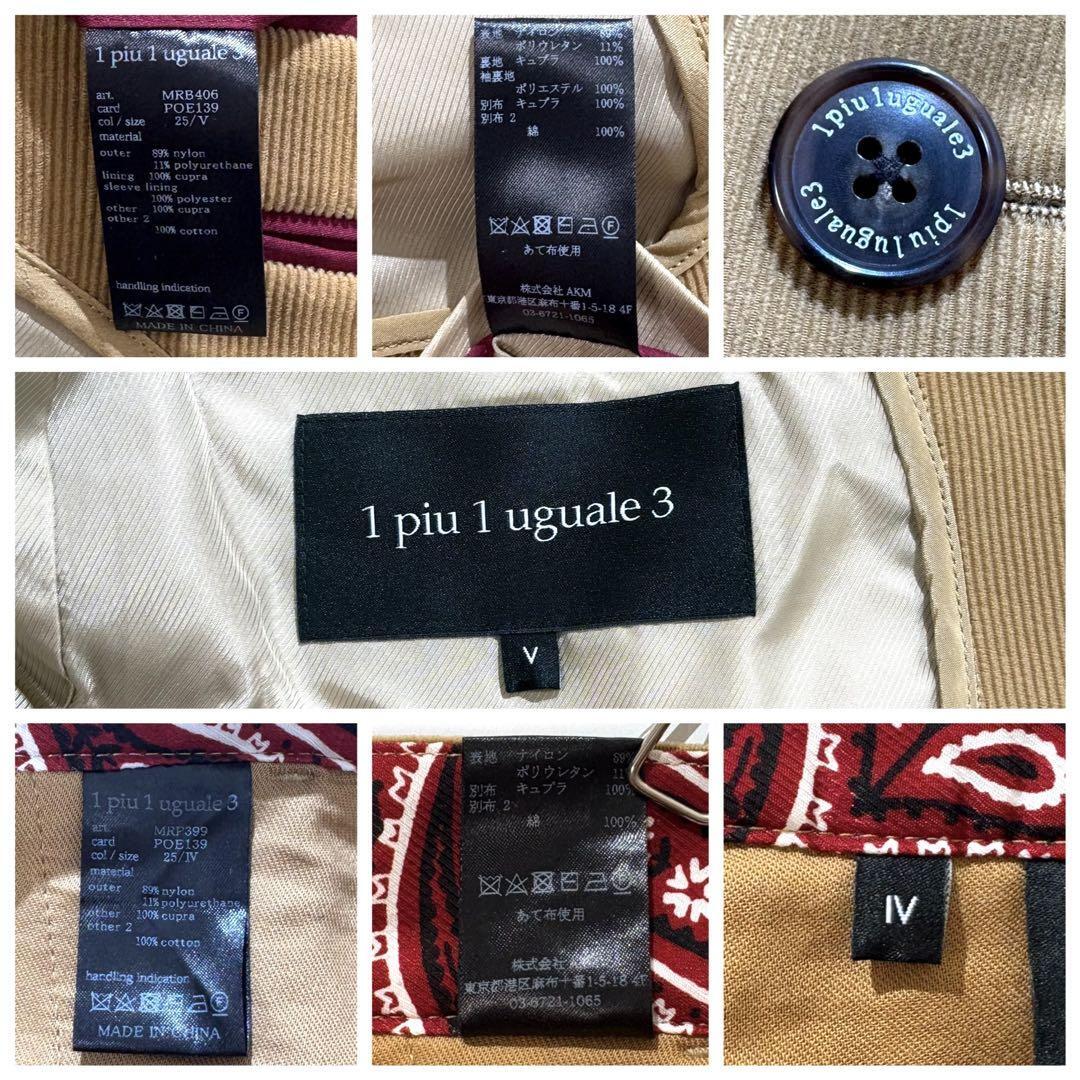 1 piu 1 uguale 3
art. MRB406
card POE139
col / size 25/V
material
outer 89% nylon
11% polyurethane
lining 100% cupra
sleeve lining
100% polyester
other 100% cupra
other 2
100% cotton
handling indication
MADE IN CHINA
表地 ナイロン 89%
ポリウレタン 11%
裏地 キュプラ 100%
袖裏地
ポリエステル 100%
別布 キュプラ 100%
別布 2
綿 100%
あて布使用
株式会社 AKM
東京都港区麻布十番1-5-18 4F
03-6721-1065
1piu1uguale3
1piu1uguale3
1 piu 1 uguale 3
V
1 piu 1 uguale 3
art. MRP399
card POE139
col / size 25/IV
material
outer 89% nylon
11% polyurethane
other 100% cupra
other 2
100% cotton
handling indication
MADE IN CHINA
表地 ナイロン 89%
ポリウレタン 11%
別布 キュプラ 100%
別布 2
綿 100%
あて布使用
株式会社 AKM
東京都港区麻布十番1-5-18 4F
03-6721-1065
IV